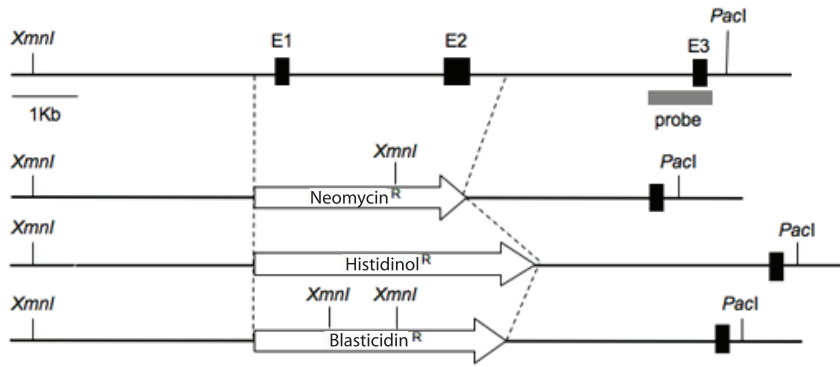 PacI
XmnI
E1
E2
E3
1Kb
probe
XmnI
XmnI
PacI
Neomycin R
XmnI
PacI
Histidinol R
XmnI
XmnI
XmnI
PacI
Blasticidin R